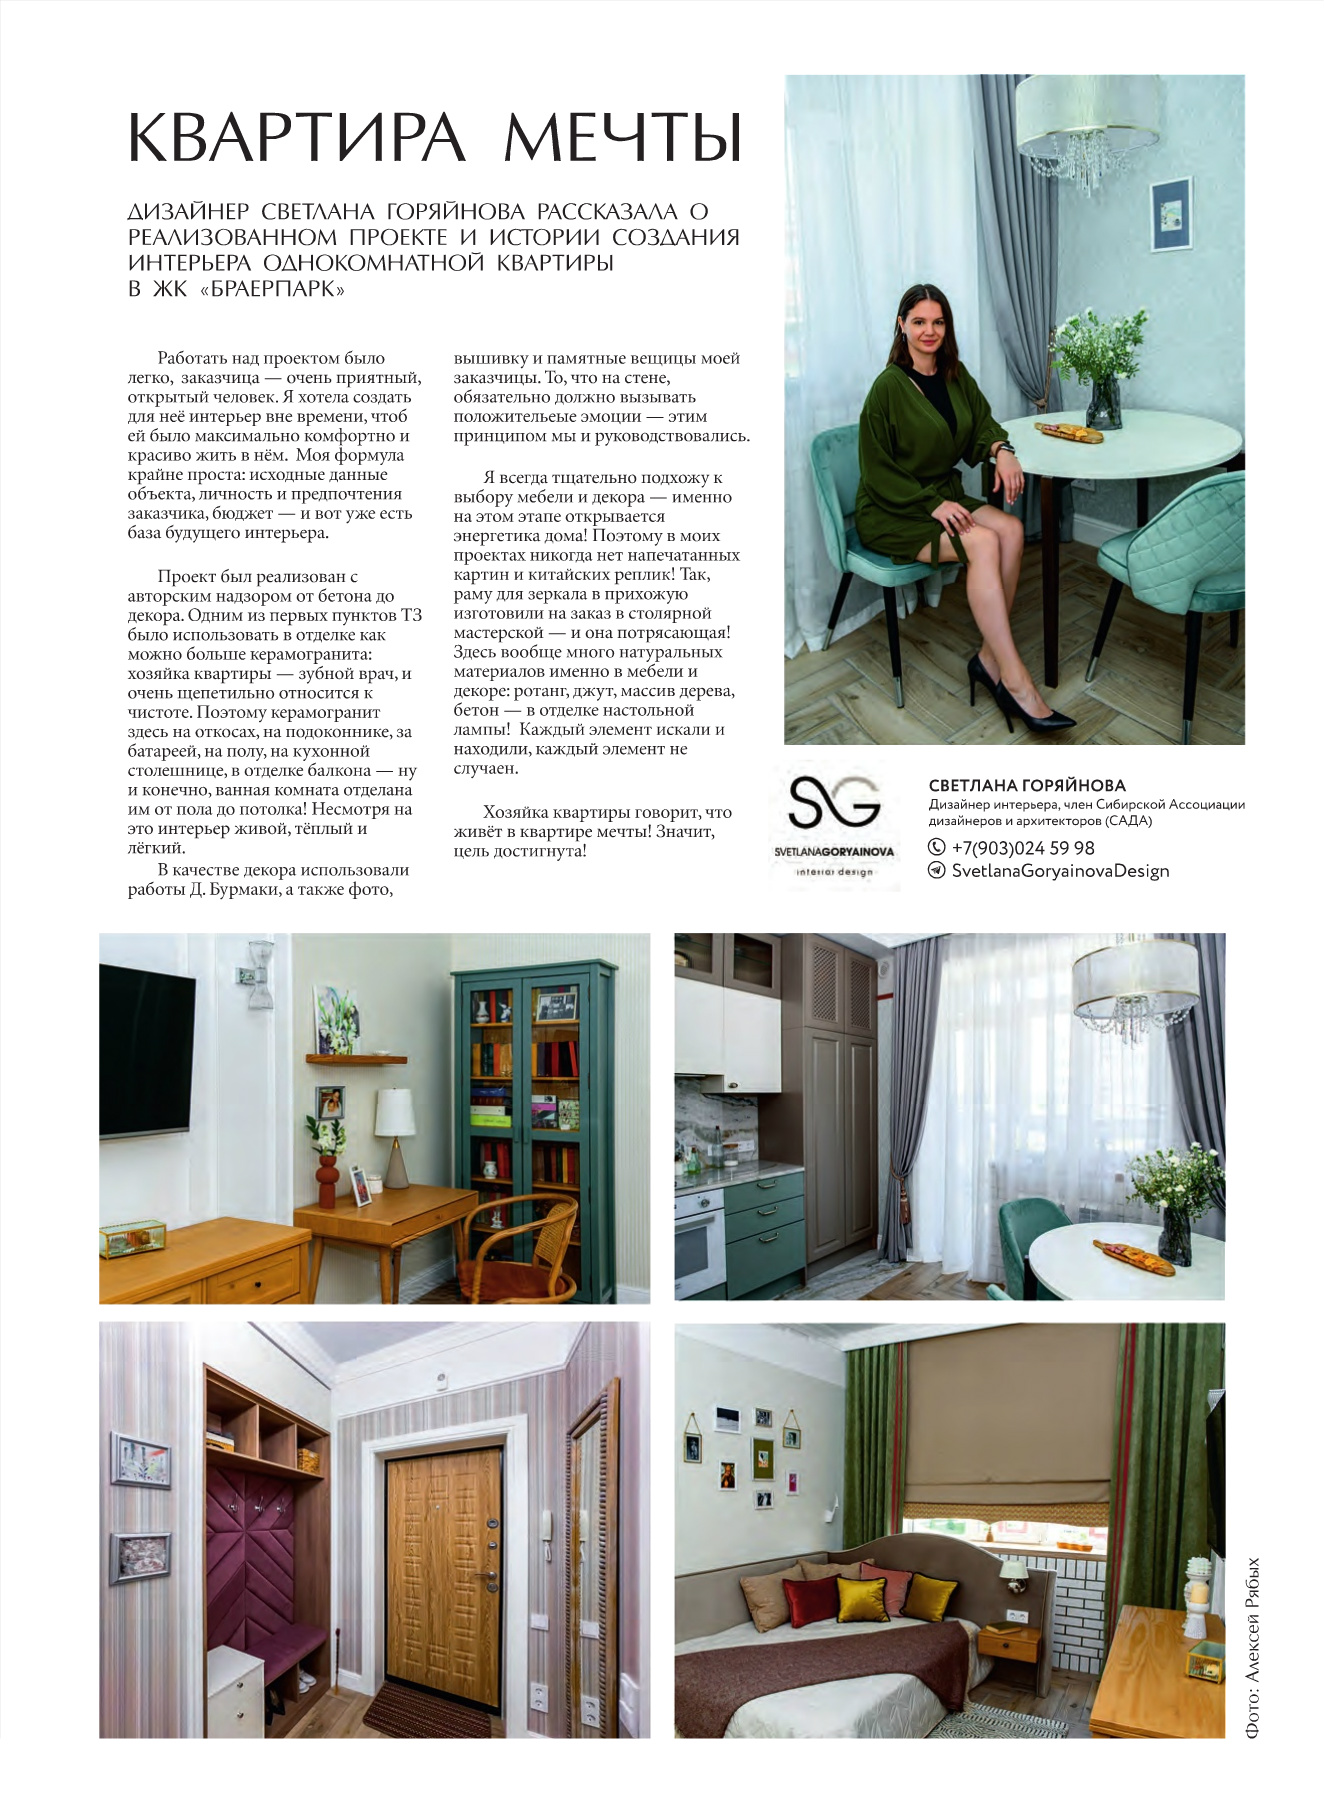 КВАРТИРА МЕЧТЫ
ДИЗАЙНЕР СВЕТЛАНА ГОРЯЙНОВА РАССКАЗАЛА О
РЕАЛИЗОВАННОМ ПРОЕКТЕ И ИСТОРИИ СОЗДАНИЯ
ИНТЕРЬЕРА ОДНОКОМНАТНОЙ КВАРТИРЫ
В ЖК «БРАЕРПАРК»
Работать над проектом было
легко, заказчица — очень приятный,
открытый человек. Я хотела создать
для неё интерьер вне времени, чтоб
ей было максимально комфортно и
красиво жить в нём. Моя формула
крайне проста: исходные данные
объекта, личность и предпочтения
заказчика, бюджет — и вот уже есть
база будущего интерьера.
Проект был реализован с
авторским надзором от бетона до
декора. Одним из первых пунктов ТЗ
было использовать в отделке как
можно больше керамогранита:
хозяйка квартиры — зубной врач, и
очень щепетильно относится к
чистоте. Поэтому керамогранит
здесь на откосах, на подоконнике, за
батареей, на полу, на кухонной
столешнице, в отделке балкона — ну
и конечно, ванная комната отделана
им от пола до потолка! Несмотря на
это интерьер живой, тёплый и
лёгкий.
В качестве декора использовали
работы Д. Бурмаки, а также фото,
вышивку и памятные вещицы моей
заказчицы. То, что на стене,
обязательно должно вызывать
положительеые эмоции — этим
принципом мы и руководствовались.
Я всегда тщательно подхожу к
выбору мебели и декора — именно
на этом этапе открывается
энергетика дома! Поэтому в моих
проектах никогда нет напечатанных
картин и китайских реплик! Так,
раму для зеркала в прихожую
изготовили на заказ в столярной
мастерской — и она потрясающая!
Здесь вообще много натуральных
материалов именно в мебели и
декоре: ротанг, джут, массив дерева,
бетон — в отделке настольной
лампы! Каждый элемент искали и
находили, каждый элемент не
случаен.
Хозяйка квартиры говорит, что
живёт в квартире мечты! Значит,
цель достигнута!
SG
SVETLANAGORYAINOVA
interior design
СВЕТЛАНА ГОРЯЙНОВА
Дизайнер интерьера, член Сибирской Ассоциации
дизайнеров и архитекторов (САДА)
+7(903)024 59 98
SvetlanaGoryainovaDesign
Фото: Алексей Рябых